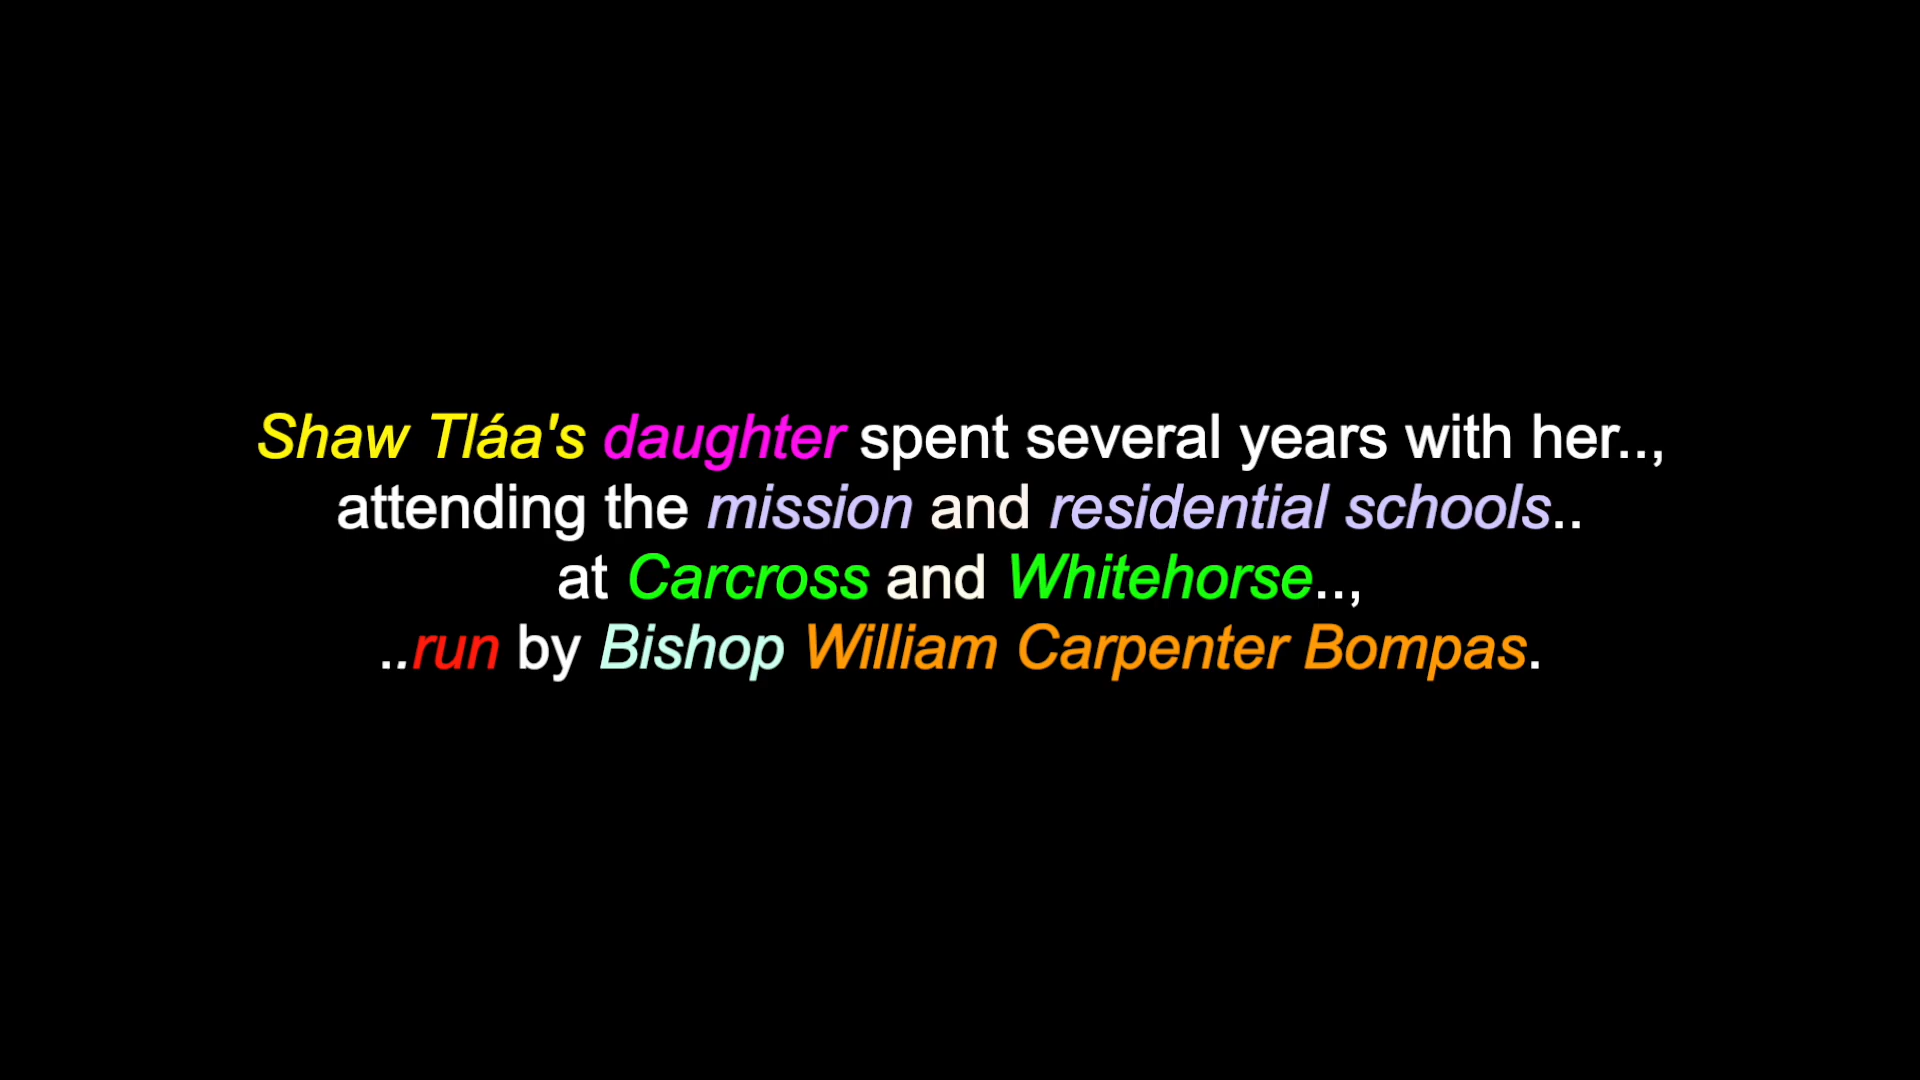 Shaw Tláa's daughter spent several years with her..,
attending the mission and residential schools..
at Carcross and Whitehorse..,
..run by Bishop William Carpenter Bompas.